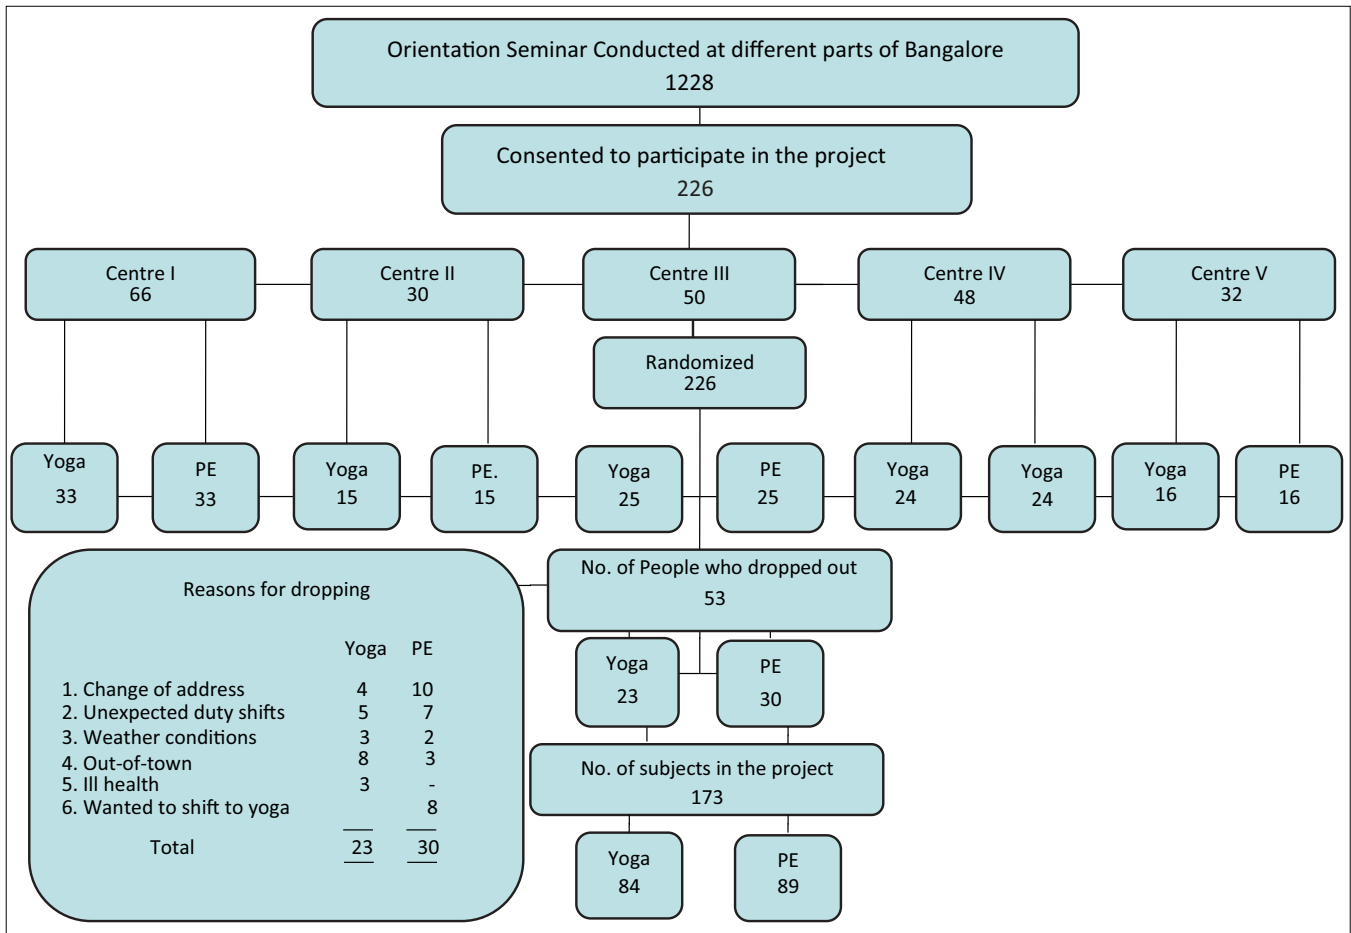 Orientation Seminar Conducted at different parts of Bangalore
1228
Consented to participate in the project
226
Centre I
66
Centre II
30
Centre III
50
Centre IV
48
Centre V
32
Randomized
226
Yoga
33
PE
33
Yoga
15
PE.
15
Yoga
25
PE
25
Yoga
24
Yoga
24
Yoga
16
PE
16
No. of People who dropped out
53
Reasons for dropping
Yoga PE
1. Change of address 4 10
2. Unexpected duty shifts 5 7
3. Weather conditions 3 2
4. Out-of-town 8 3
5. Ill health 3 -
6. Wanted to shift to yoga 8
Total 23 30
Yoga
23
PE
30
No. of subjects in the project
173
Yoga
84
PE
89